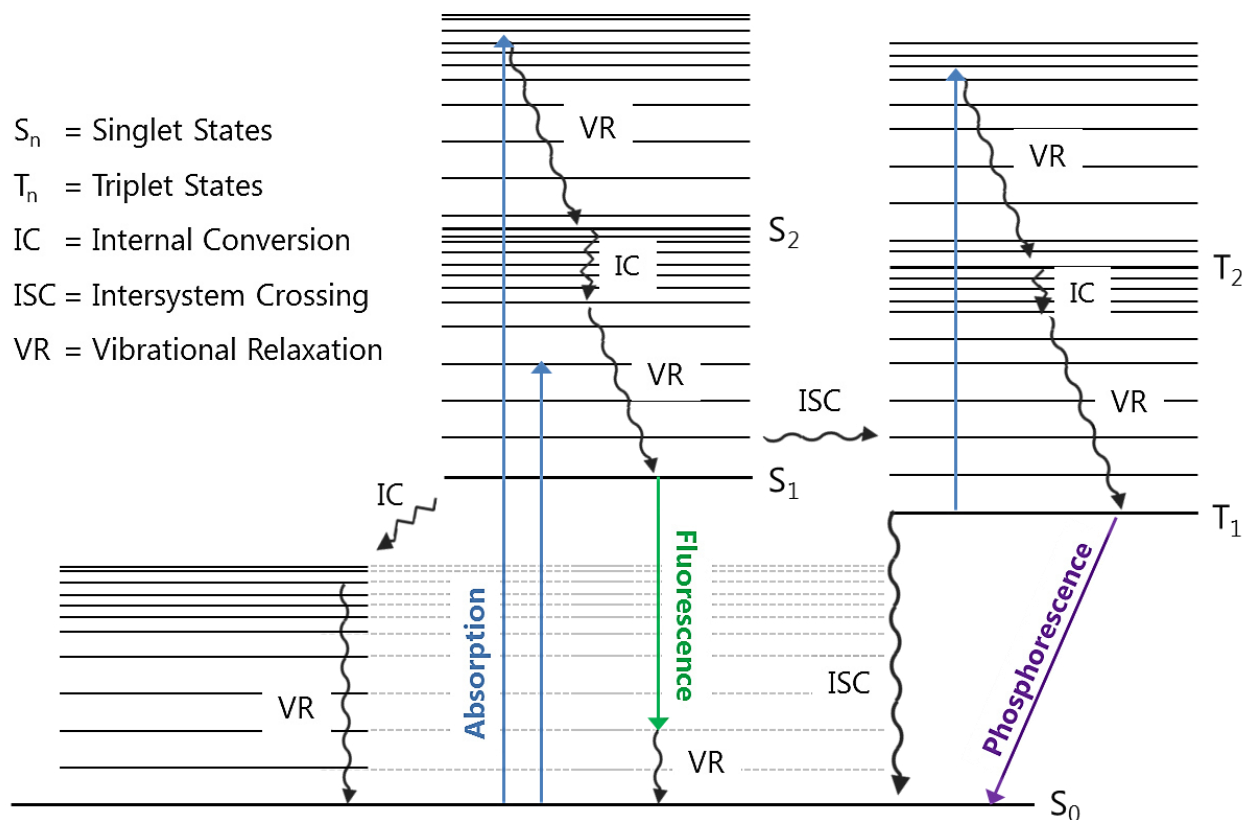 Sn = Singlet States
Tn = Triplet States
IC = Internal Conversion
ISC = Intersystem Crossing
VR = Vibrational Relaxation
VR
VR
S2
IC
T2
IC
VR
ISC
VR
S1
IC
T1
Absorption
Fluorescence
Phosphorescence
ISC
VR
VR
S0